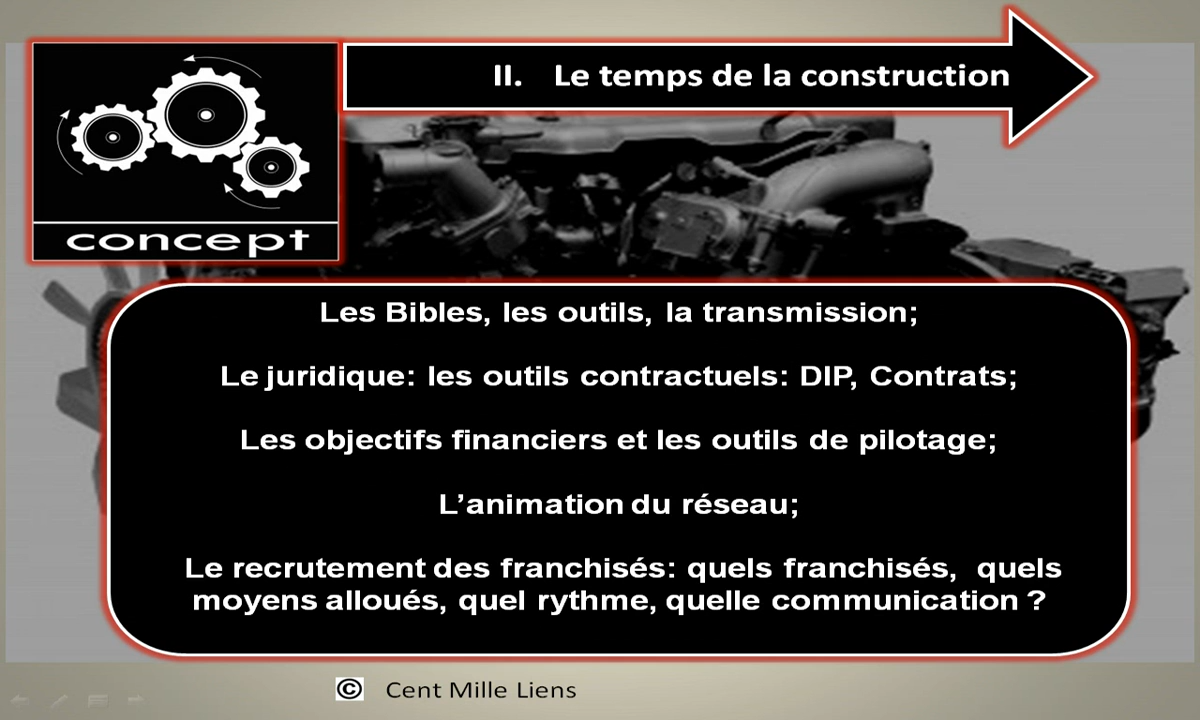 II. Le temps de la construction
concept
Les Bibles, les outils, la transmission;
Le juridique: les outils contractuels: DIP, Contrats;
Les objectifs financiers et les outils de pilotage;
L’animation du réseau;
Le recrutement des franchisés: quels franchisés, quels
moyens alloués, quel rythme, quelle communication ?
© Cent Mille Liens